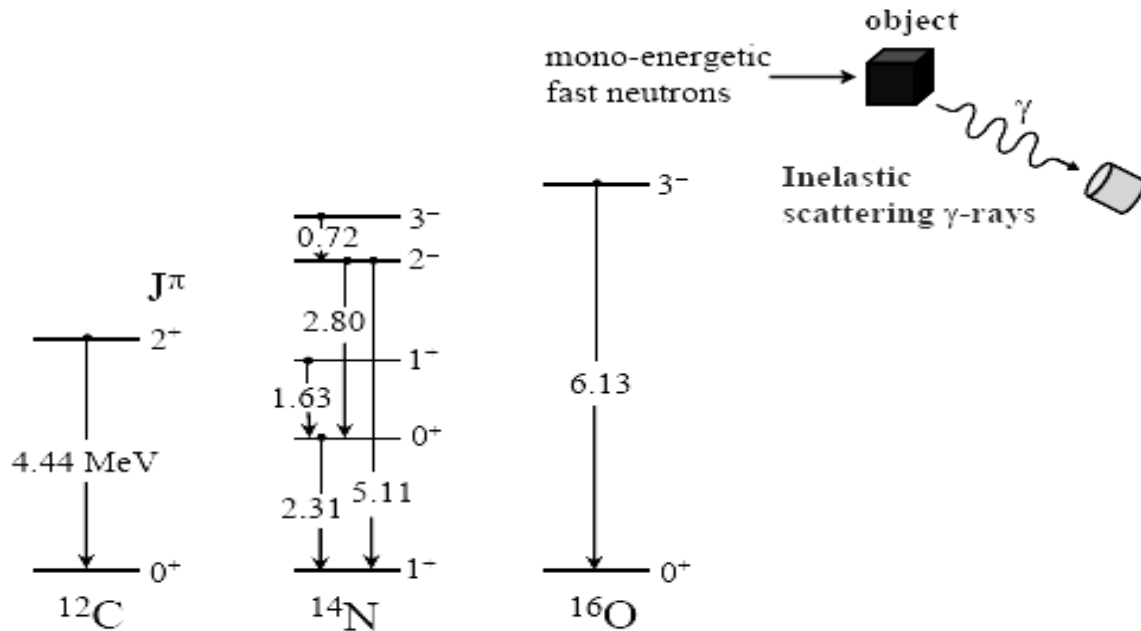 object
mono-energetic
fast neutrons
γ
Inelastic
scattering γ-rays
3⁻
3⁻
0.72
2⁻
Jπ
2⁺
2.80
1⁺
1.63
6.13
0⁺
4.44 MeV
2.31
5.11
0⁺
1⁺
0⁺
¹²C
¹⁴N
¹⁶O